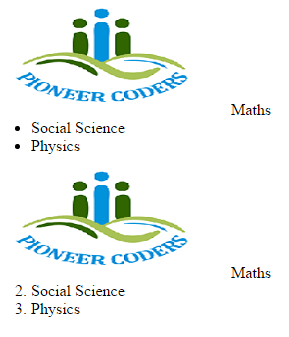 PIONEER CODERS
Maths
• Social Science
• Physics
PIONEER CODERS
Maths
2. Social Science
3. Physics